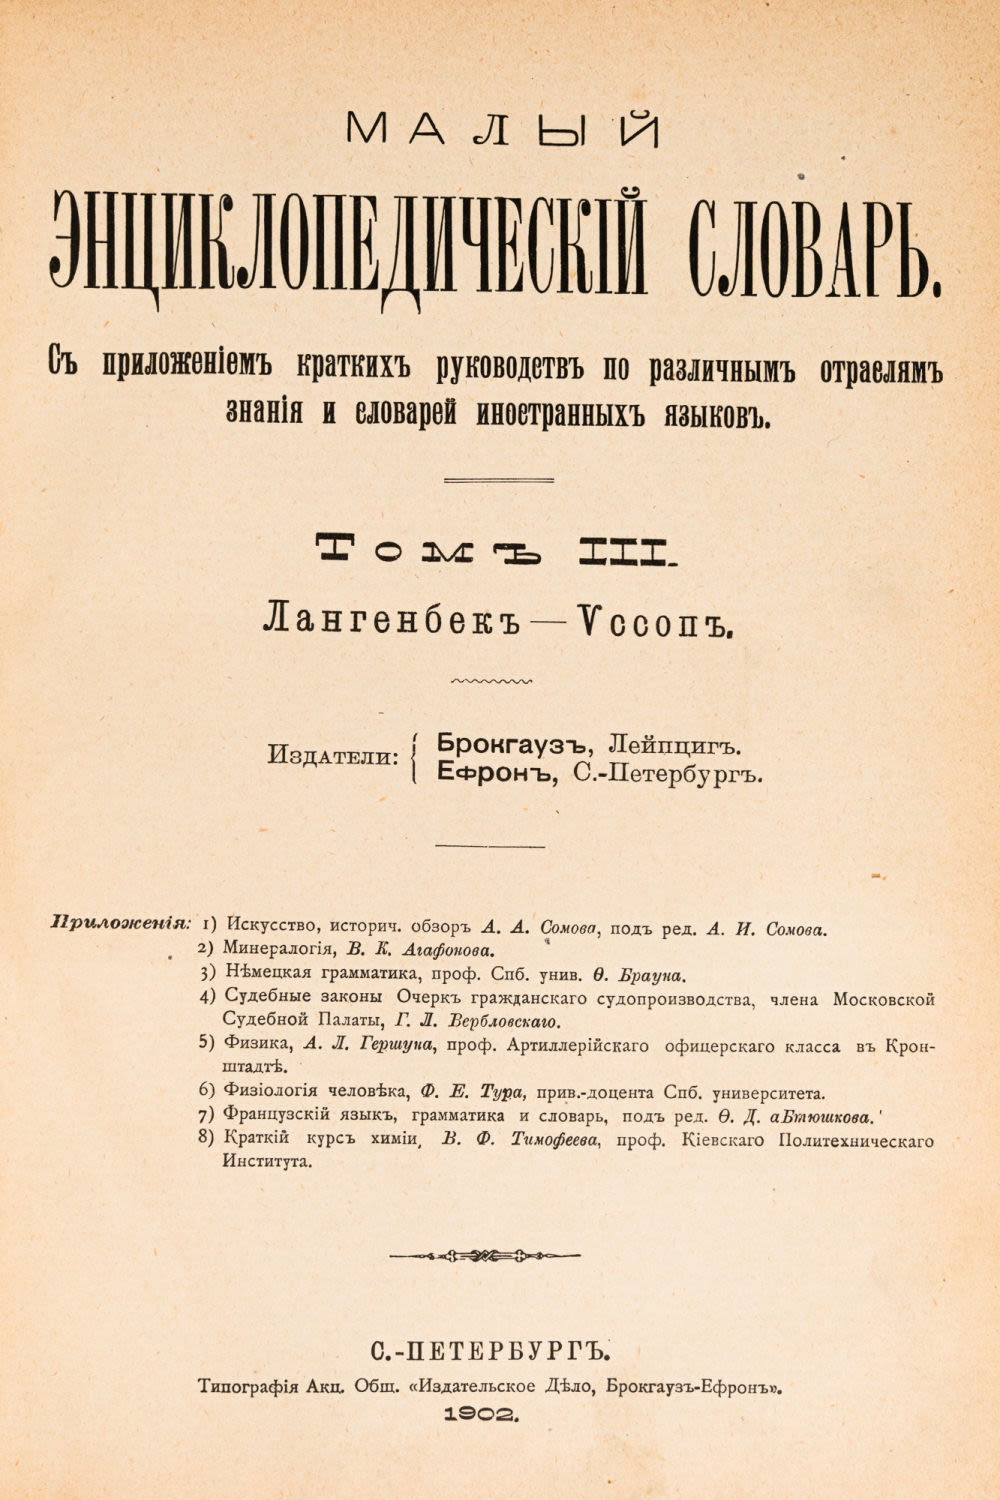 МАЛЫЙ
ЭНЦИКЛОПЕДИЧЕСКІЙ СЛОВАРЬ.
Съ приложеніемъ краткихъ руководствъ по различнымъ отраслямъ
знанія и словарей иностранныхъ языковъ.
Томъ III.
Лангенбекъ — Уссопъ.
Издатели: { Брокгаузъ, Лейпцигъ.
Ефронъ, С.-Петербургъ.
Приложенія: 1) Искусство, историч. обзоръ А. А. Сомова, подъ ред. А. И. Сомова.
2) Минералогія, В. К. Агафонова.
3) Нѣмецкая грамматика, проф. Спб. унив. Ѳ. Брауна.
4) Судебные законы Очеркъ гражданскаго судопроизводства, члена Московской
Судебной Палаты, Г. Л. Вербловскаго.
5) Физика, А. Л. Гершуна, проф. Артиллерійскаго офицерскаго класса въ Крон-
штадтѣ.
6) Физіологія человѣка, Ф. Е. Тура, прив.-доцента Спб. университета.
7) Французскій языкъ, грамматика и словарь, подъ ред. Ѳ. Д. аБтюшкова.
8) Краткій курсъ химіи, В. Ф. Тимофеева, проф. Кіевскаго Политехническаго
Института.
С.-ПЕТЕРБУРГЪ.
Типографія Акц. Общ. «Издательское Дѣло, Брокгаузъ-Ефронъ».
1902.